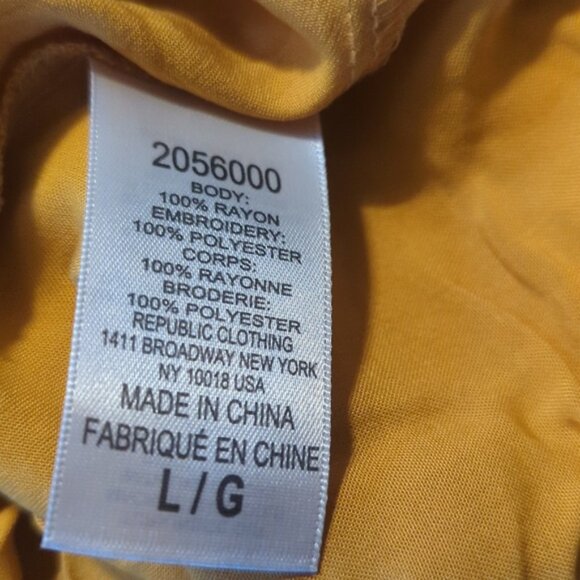 2056000
BODY:
100% RAYON
EMBROIDERY:
100% POLYESTER
CORPS:
100% RAYONNE
BRODERIE:
100% POLYESTER
REPUBLIC CLOTHING
1411 BROADWAY NEW YORK
NY 10018 USA
MADE IN CHINA
FABRIQUÉ EN CHINE
L / G